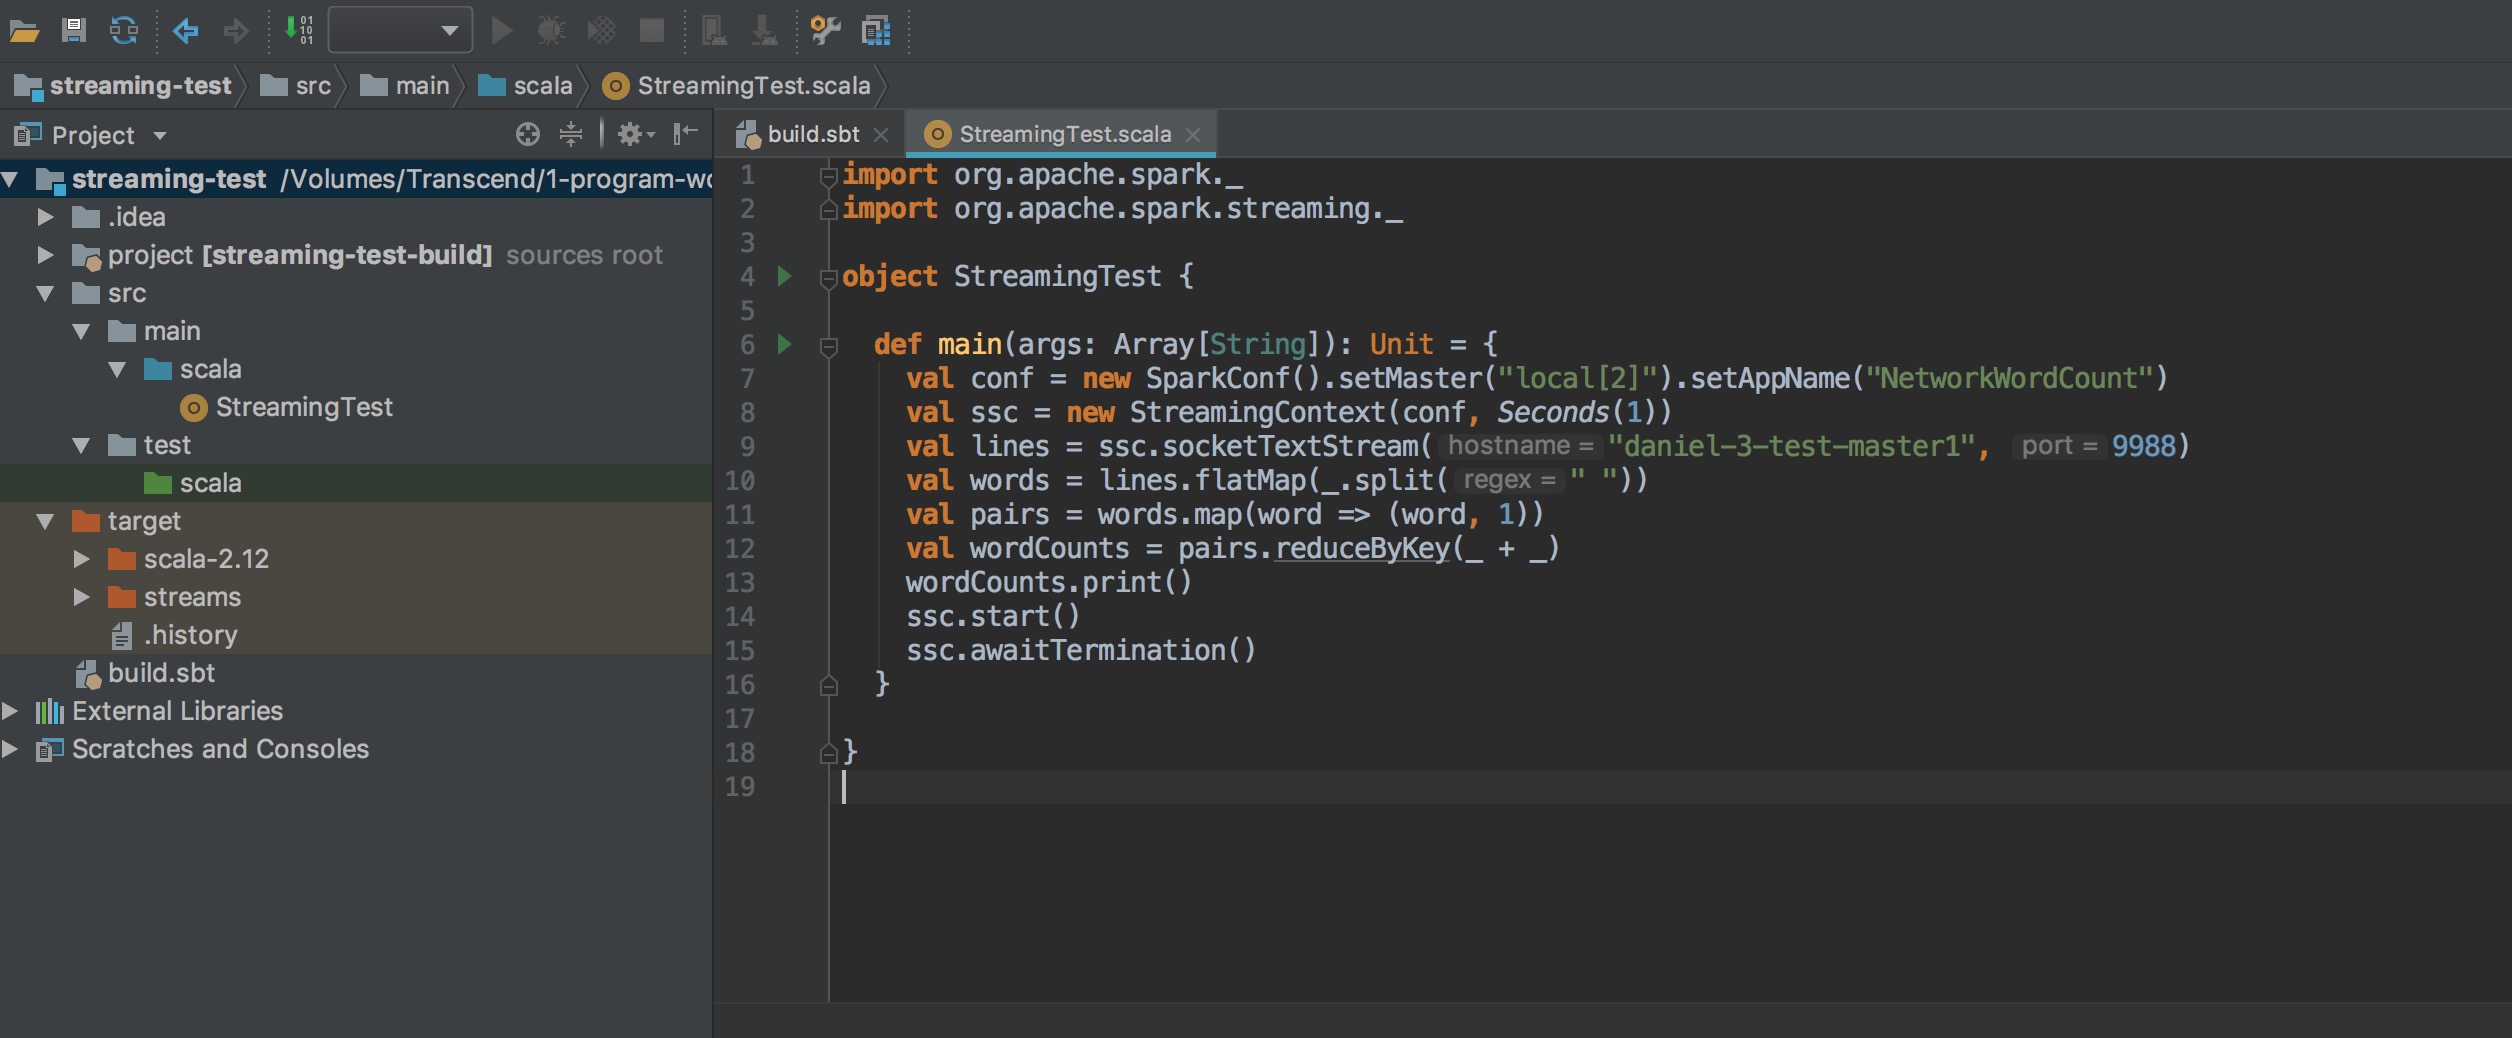 streaming-test src main scala StreamingTest.scala
Project
streaming-test /Volumes/Transcend/1-program-wo
.idea
project [streaming-test-build] sources root
src
main
scala
StreamingTest
test
scala
target
scala-2.12
streams
.history
build.sbt
External Libraries
Scratches and Consoles
build.sbt StreamingTest.scala
1 import org.apache.spark._
2 import org.apache.spark.streaming._
3
4 object StreamingTest {
5
6 def main(args: Array[String]): Unit = {
7 val conf = new SparkConf().setMaster("local[2]").setAppName("NetworkWordCount")
8 val ssc = new StreamingContext(conf, Seconds(1))
9 val lines = ssc.socketTextStream( hostname = "daniel-3-test-master1", port = 9988)
10 val words = lines.flatMap(_.split( regex = " "))
11 val pairs = words.map(word => (word, 1))
12 val wordCounts = pairs.reduceByKey(_ + _)
13 wordCounts.print()
14 ssc.start()
15 ssc.awaitTermination()
16 }
17
18 }
19